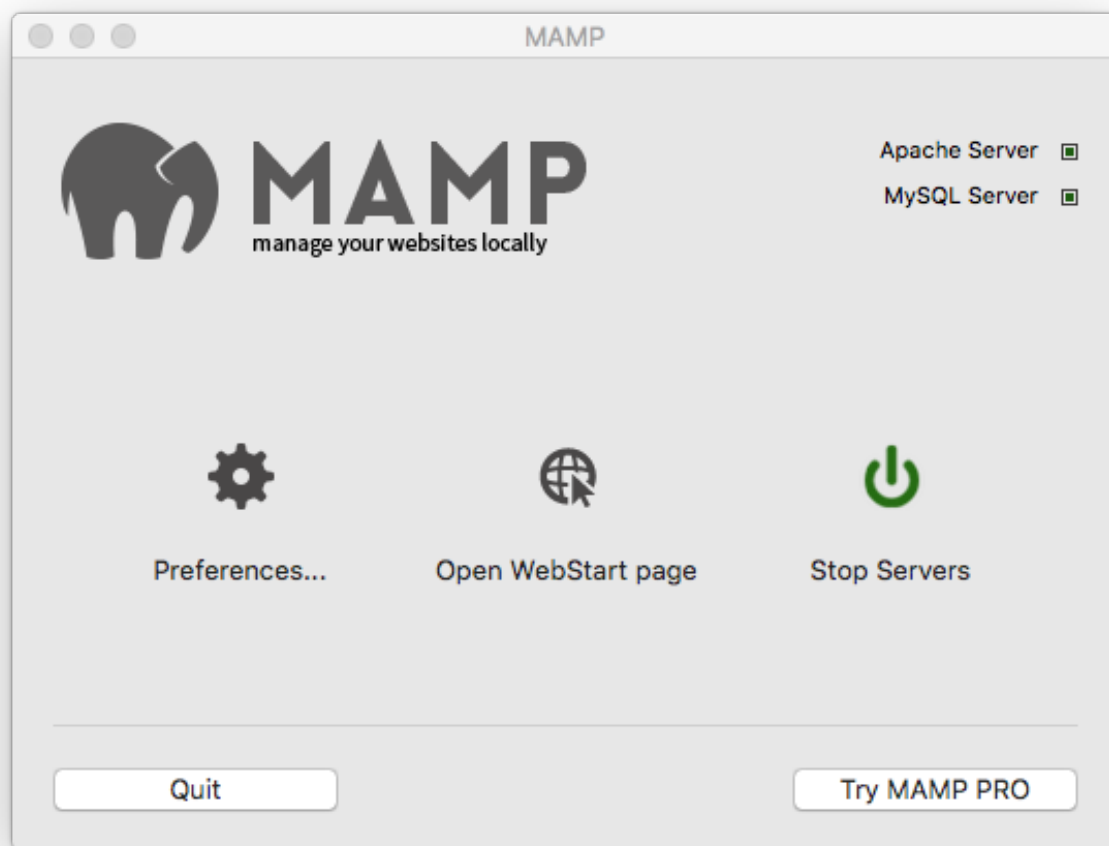 MAMP
MAMP
manage your websites locally
Apache Server
MySQL Server
Preferences...
Open WebStart page
Stop Servers
Quit
Try MAMP PRO